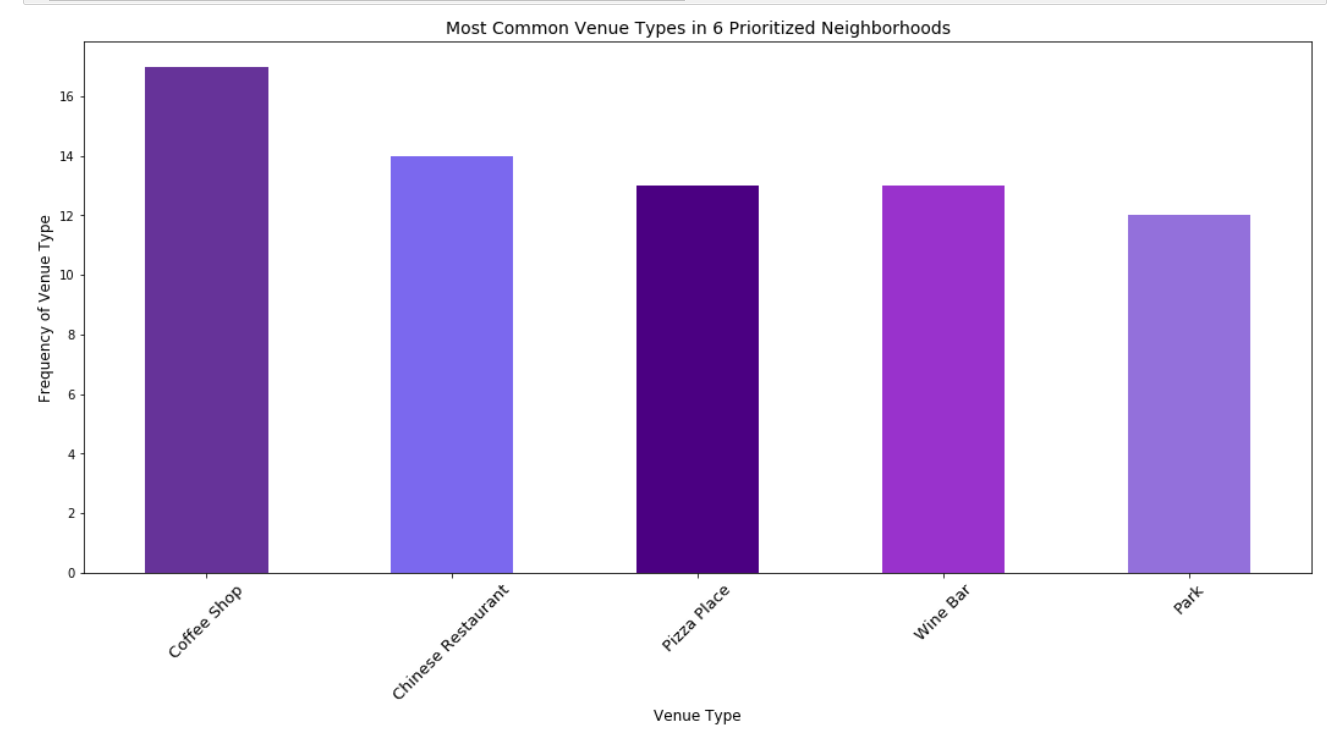 Most Common Venue Types in 6 Prioritized Neighborhoods
Frequency of Venue Type
16
14
12
10
8
6
4
2
0
Coffee Shop
Chinese Restaurant
Pizza Place
Wine Bar
Park
Venue Type